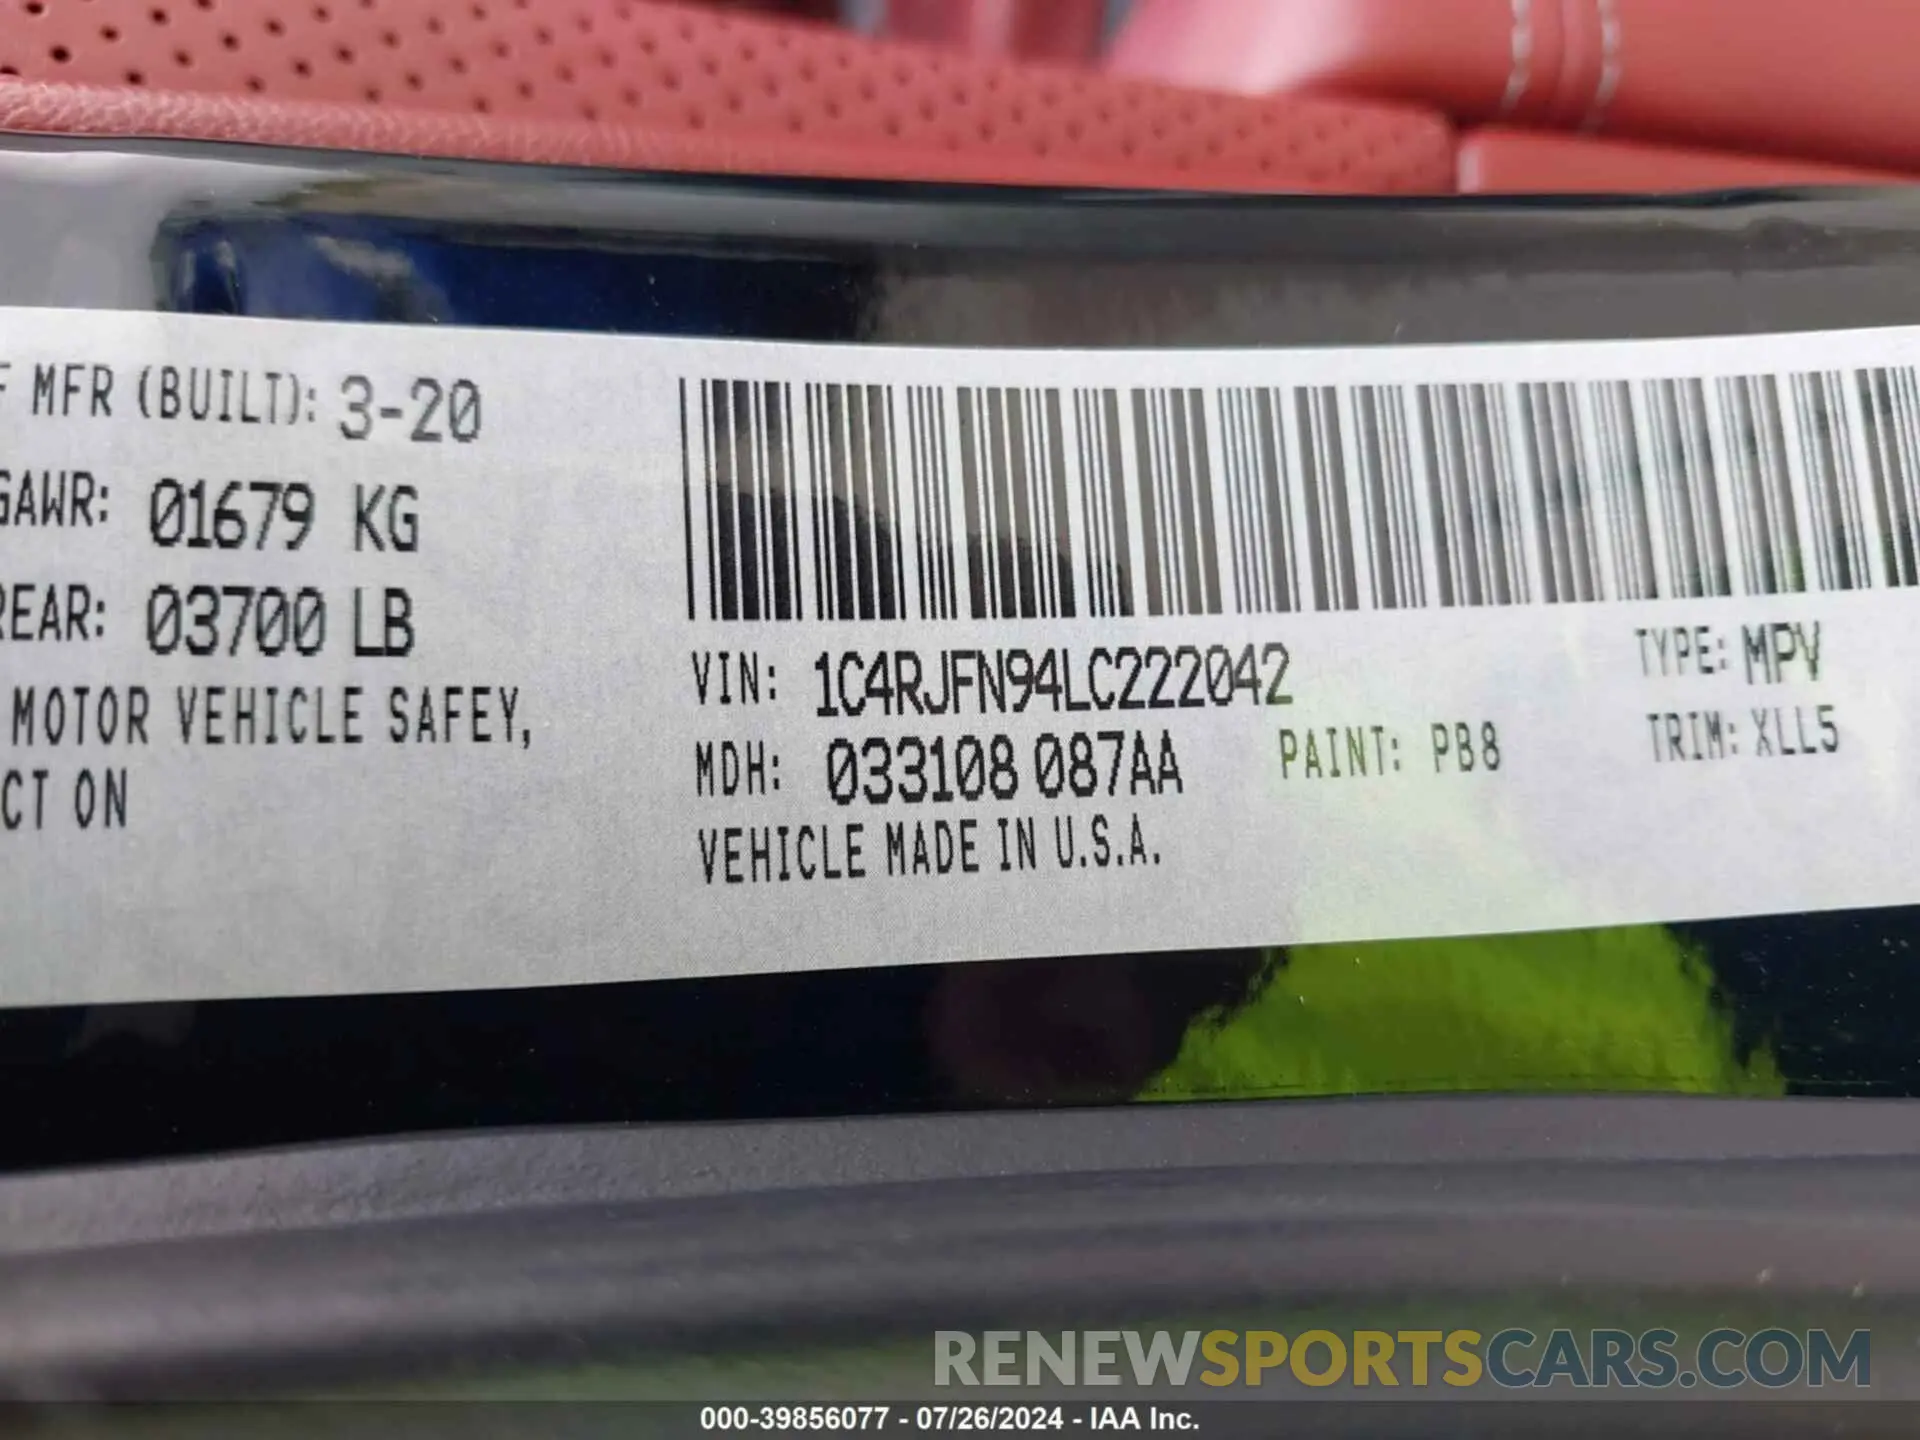 F MFR (BUILT): 3-20
GAWR: 01679 KG
REAR: 03700 LB
MOTOR VEHICLE SAFEY,
CT ON
VIN: 1C4RJFN94LC222042
TYPE: MPV
MDH: 033108 087AA
PAINT: PB8
TRIM: XLL5
VEHICLE MADE IN U.S.A.
RENEWSPORTSCARS.COM
000-39856077 - 07/26/2024 - IAA Inc.